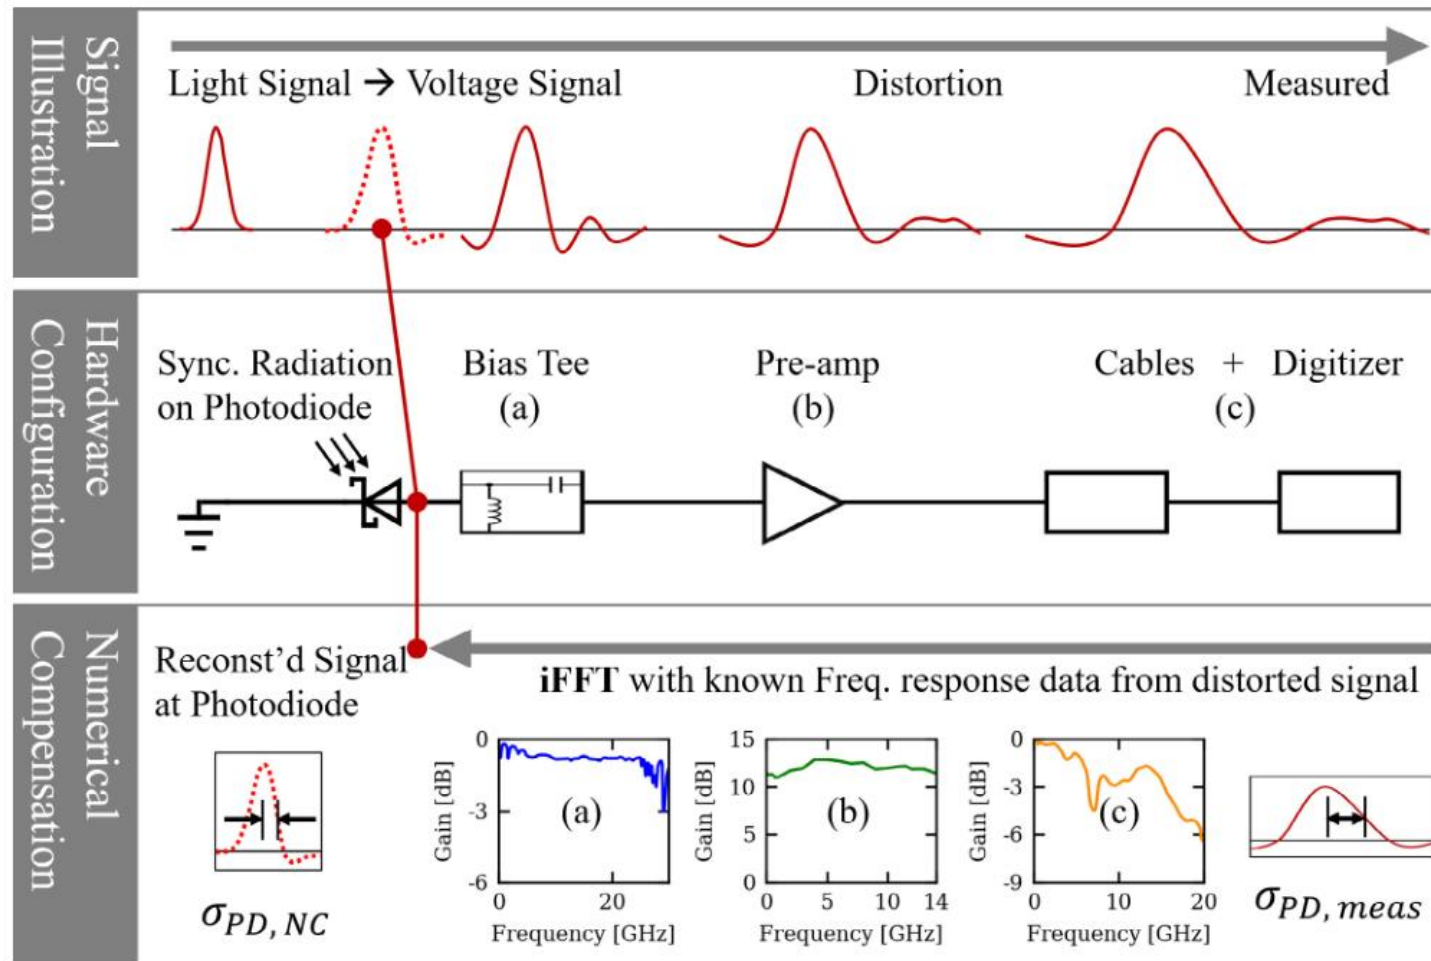 Signal
Illustration
Light Signal → Voltage Signal
Distortion
Measured
Hardware
Configuration
Sync. Radiation
on Photodiode
Bias Tee
(a)
Pre-amp
(b)
Cables + Digitizer
(c)
Numerical
Compensation
Reconst'd Signal
at Photodiode
iFFT with known Freq. response data from distorted signal
σPD, NC
Gain [dB]
0
-3
-6
(a)
0 20
Frequency [GHz]
Gain [dB]
15
10
5
0
(b)
0 5 10 14
Frequency [GHz]
Gain [dB]
0
-3
-6
-9
(c)
0 10 20
Frequency [GHz]
σPD, meas